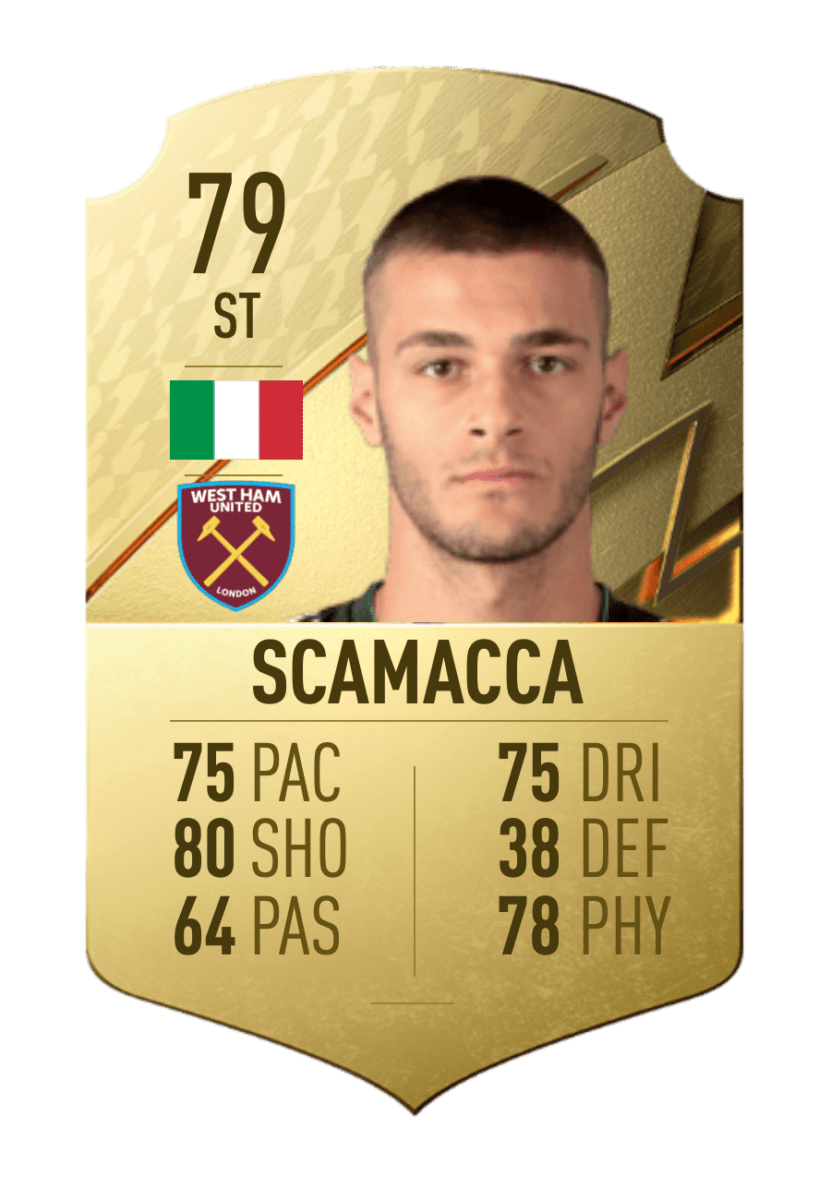 79
ST
WEST HAM
UNITED
LONDON
SCAMACCA
75 PAC
80 SHO
64 PAS
75 DRI
38 DEF
78 PHY